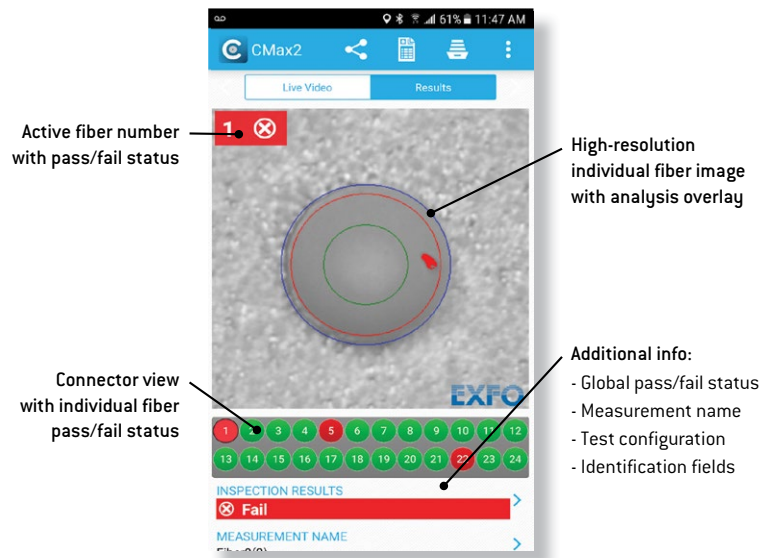 61% 11:47 AM
CMax2
Live Video
Results
1
Active fiber number
with pass/fail status
High-resolution
individual fiber image
with analysis overlay
EXFO
Connector view
with individual fiber
pass/fail status
1 2 3 4 5 6 7 8 9 10 11 12
13 14 15 16 17 18 19 20 21 22 23 24
Additional info:
- Global pass/fail status
- Measurement name
- Test configuration
- Identification fields
INSPECTION RESULTS
Fail
MEASUREMENT NAME